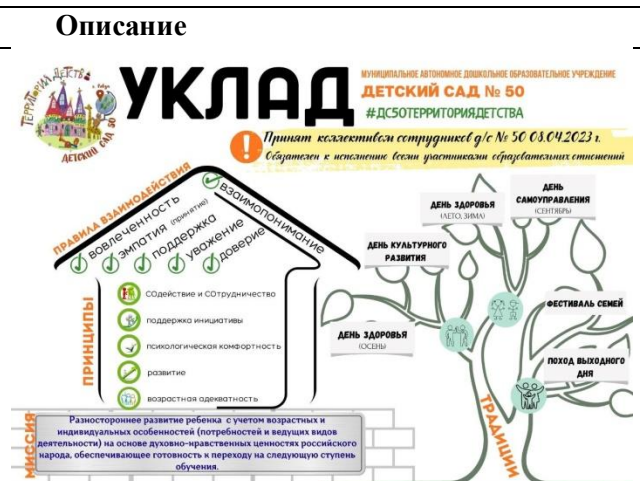 Описание
ТЕРРИТОРИЯ ДЕТСТВА
ДЕТСКИЙ САД 50
УКЛАД
МУНИЦИПАЛЬНОЕ АВТОНОМНОЕ ДОШКОЛЬНОЕ ОБРАЗОВАТЕЛЬНОЕ УЧРЕЖДЕНИЕ
ДЕТСКИЙ САД № 50
#ДС50ТЕРРИТОРИЯДЕТСТВА
Принят коллективом сотрудников д/с № 50 08.04.2023 г.
Обязателен к исполнению всеми участниками образовательных отношений
ПРАВИЛА ВЗАИМОДЕЙСТВИЯ
вовлеченность
эмпатия (принятие)
поддержка
уважение
доверие
взаимопонимание
ПРИНЦИПЫ
СОдействие и СОтрудничество
поддержка инициативы
психологическая комфортность
развитие
возрастная адекватность
МИССИЯ
Разностороннее развитие ребенка с учетом возрастных и
индивидуальных особенностей (потребностей и ведущих видов
деятельности) на основе духовно-нравственных ценностей российского
народа, обеспечивающее готовность к переходу на следующую ступень
обучения.
ДЕНЬ ЗДОРОВЬЯ
(ЛЕТО, ЗИМА)
ДЕНЬ
САМОУПРАВЛЕНИЯ
(СЕНТЯБРЬ)
ДЕНЬ КУЛЬТУРНОГО
РАЗВИТИЯ
ФЕСТИВАЛЬ СЕМЕЙ
ДЕНЬ ЗДОРОВЬЯ
(ОСЕНЬ)
ПОХОД ВЫХОДНОГО
ДНЯ
ТРАДИЦИИ